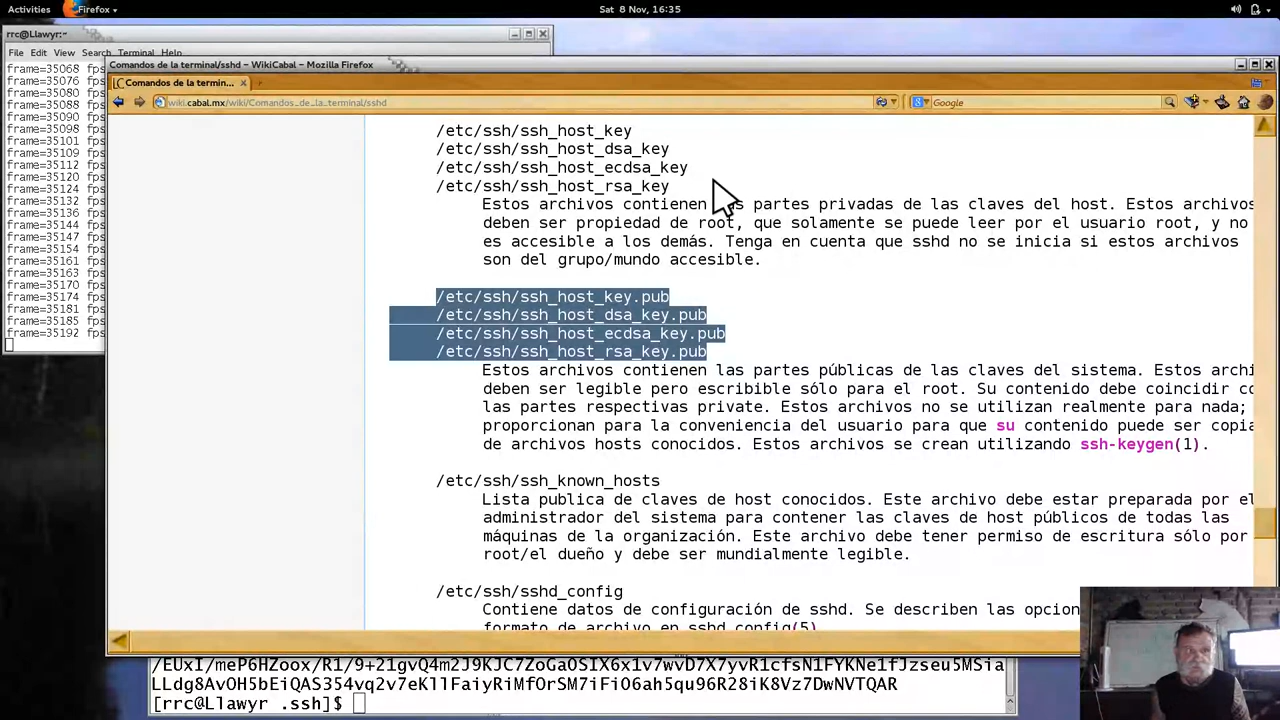 Activities
Firefox
Sat 8 Nov, 16:35
rrc@Llawyr:~
File Edit View Search Terminal Help
frame=35068 fps
frame=35076 fps
frame=35080 fps
frame=35088 fps
frame=35090 fps
frame=35098 fps
frame=35101 fps
frame=35109 fps
frame=35112 fps
frame=35120 fps
frame=35124 fps
frame=35132 fps
frame=35136 fps
frame=35144 fps
frame=35147 fps
frame=35154 fps
frame=35161 fps
frame=35163 fps
frame=35170 fps
frame=35174 fps
frame=35181 fps
frame=35185 fps
frame=35192 fps
Comandos de la terminal/sshd - WikiCabal - Mozilla Firefox
Comandos de la termin...
wiki.cabal.mx/wiki/Comandos_de_la_terminal/sshd
Google
/etc/ssh/ssh_host_key
/etc/ssh/ssh_host_dsa_key
/etc/ssh/ssh_host_ecdsa_key
/etc/ssh/ssh_host_rsa_key
Estos archivos contienen partes privadas de las claves del host. Estos archivos
deben ser propiedad de root, que solamente se puede leer por el usuario root, y no
es accesible a los demás. Tenga en cuenta que sshd no se inicia si estos archivos
son del grupo/mundo accesible.
/etc/ssh/ssh_host_key.pub
/etc/ssh/ssh_host_dsa_key.pub
/etc/ssh/ssh_host_ecdsa_key.pub
/etc/ssh/ssh_host_rsa_key.pub
Estos archivos contienen las partes públicas de las claves del sistema. Estos archi
deben ser legible pero escribible sólo para el root. Su contenido debe coincidir co
las partes respectivas private. Estos archivos no se utilizan realmente para nada;
proporcionan para la conveniencia del usuario para que su contenido puede ser copia
de archivos hosts conocidos. Estos archivos se crean utilizando ssh-keygen(1).
/etc/ssh/ssh_known_hosts
Lista publica de claves de host conocidos. Este archivo debe estar preparada por el
administrador del sistema para contener las claves de host públicos de todas las
máquinas de la organización. Este archivo debe tener permiso de escritura sólo por
root/el dueño y debe ser mundialmente legible.
/etc/ssh/sshd_config
Contiene datos de configuración de sshd. Se describen las opcion
formato de archivo en sshd_config(5).
/EUxI/meP6HZoox/R1/9+21gvQ4m2J9KJC7ZoGaOSIX6x1v7wvD7X7yvR1cfsN1FYKNe1fJzseu5MSia
LLdg8AvOH5bEiQAS354vq2v7eKllFaiyRiMfOrSM7iFiO6ah5qu96R28iK8Vz7DwNVTQAR
[rrc@Llawyr .ssh]$